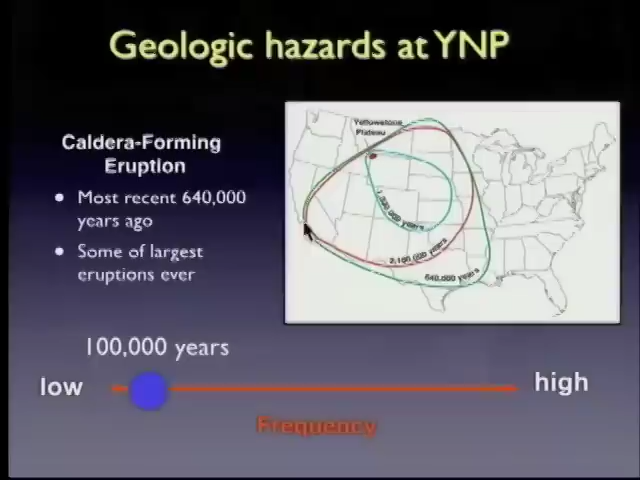 Geologic hazards at YNP
Caldera-Forming
Eruption
• Most recent 640,000
years ago
• Some of largest
eruptions ever
Yellowstone
Plateau
1,300,000 years
2,100,000 years
640,000 years
100,000 years
low
high
Frequency